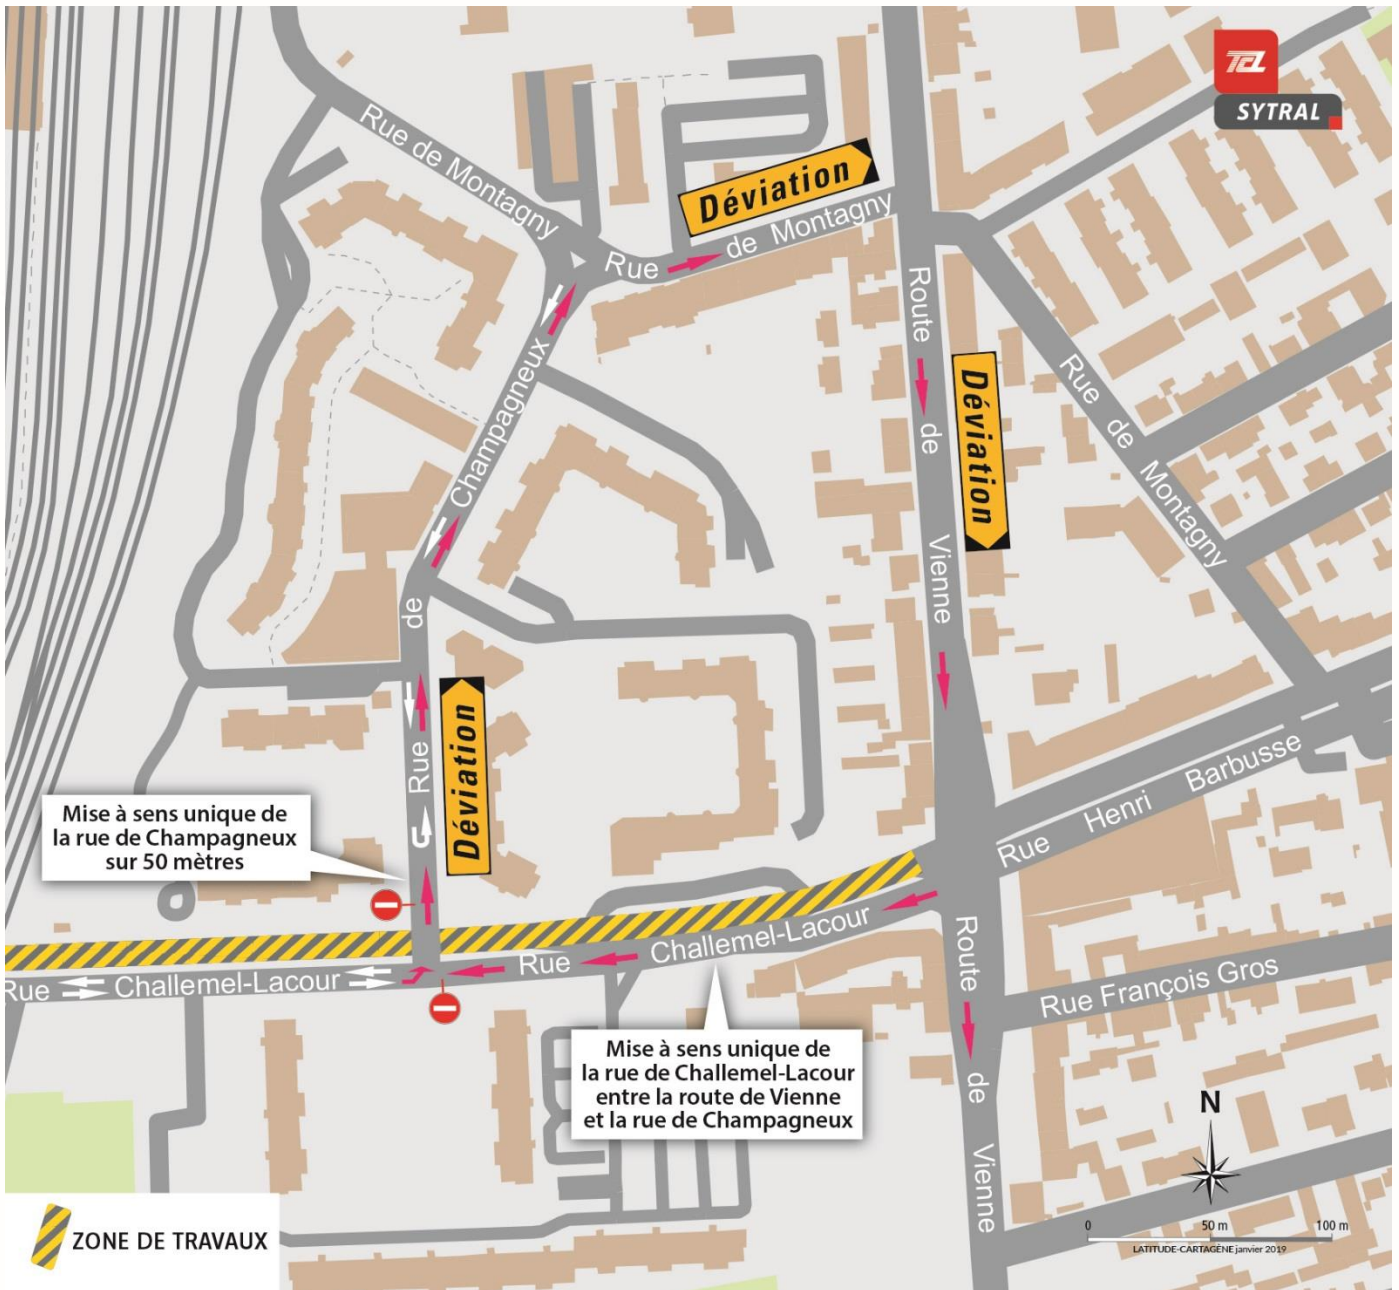 TCL
SYTRAL
Rue de Montagny
Déviation
Rue de Montagny
Route de Vienne
Déviation
Rue de Montagny
Rue de Champagneux
Déviation
Mise à sens unique de
la rue de Champagneux
sur 50 mètres
Rue Henri Barbusse
Rue Challemel-Lacour
Rue Challemel-Lacour
Route de Vienne
Rue François Gros
Mise à sens unique de
la rue de Challemel-Lacour
entre la route de Vienne
et la rue de Champagneux
N
0 50 m 100 m
LATITUDE-CARTAGÈNE janvier 2019
ZONE DE TRAVAUX